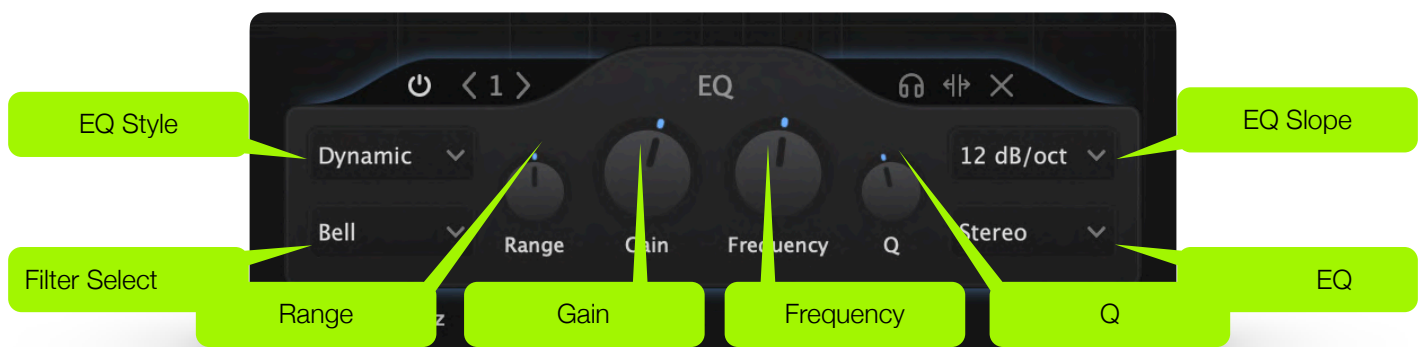 1
EQ
EQ Style
EQ Slope
Dynamic
12 dB/oct
Bell
Range
Gain
Frequency
Q
Stereo
Filter Select
EQ
Range
z
Gain
Frequency
Q